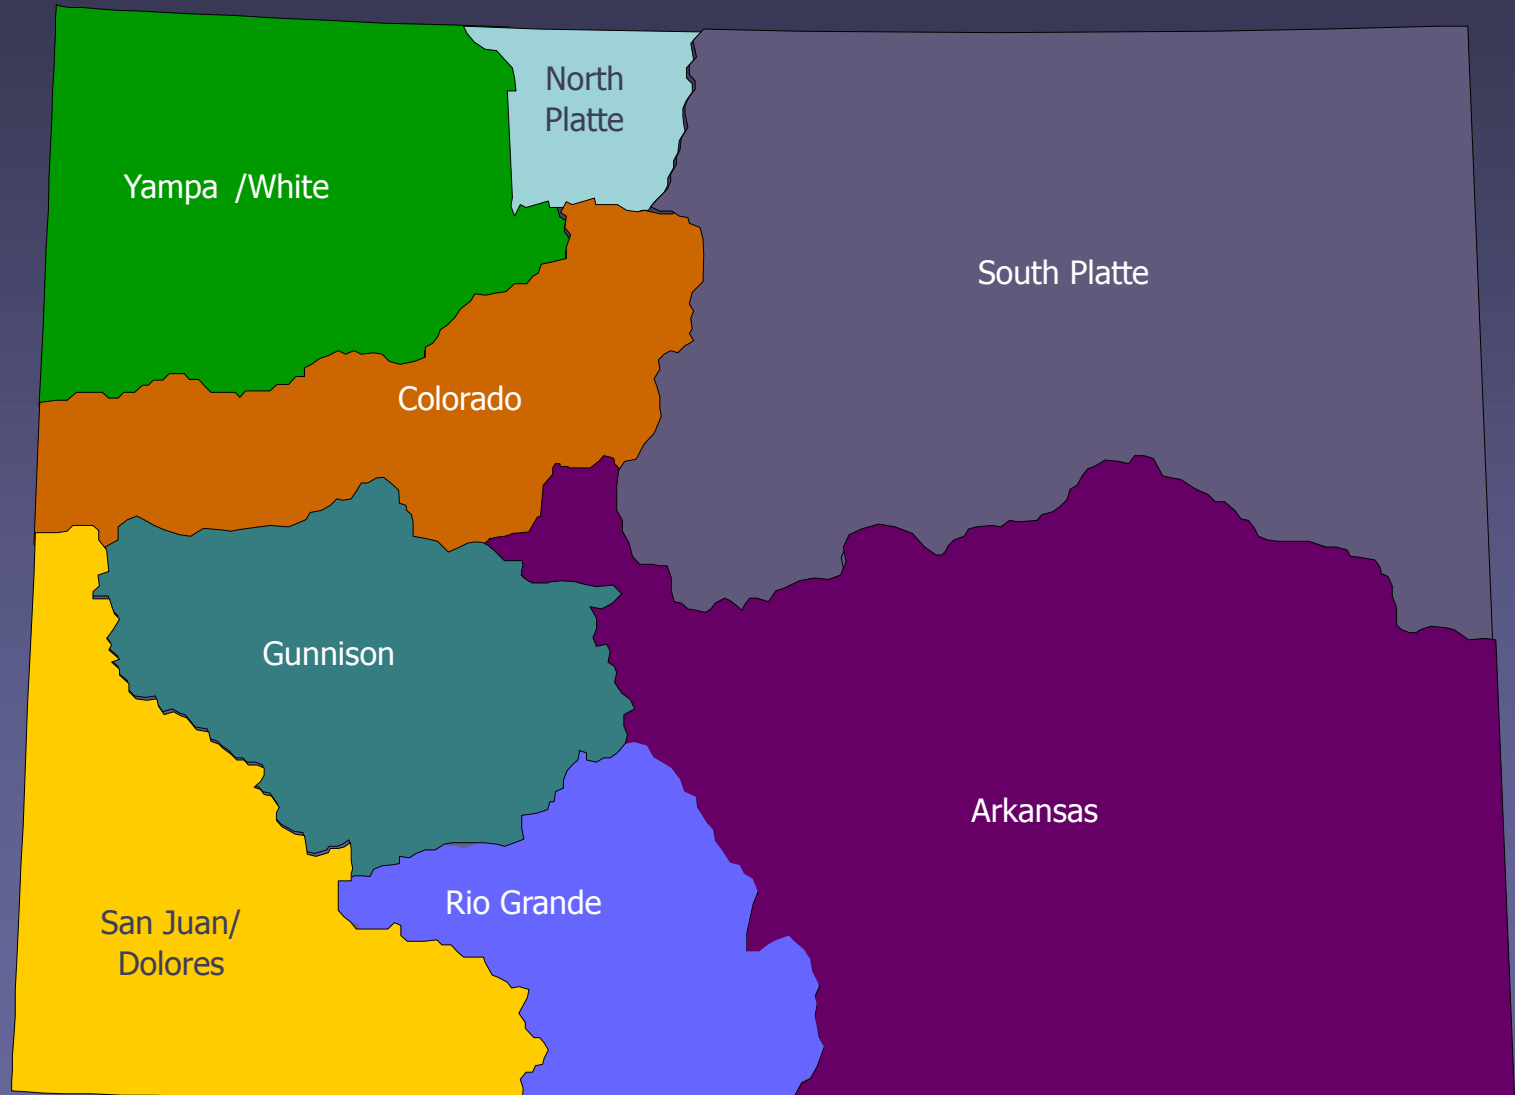 North
Platte
Yampa /White
South Platte
Colorado
Gunnison
Arkansas
Rio Grande
San Juan/
Dolores